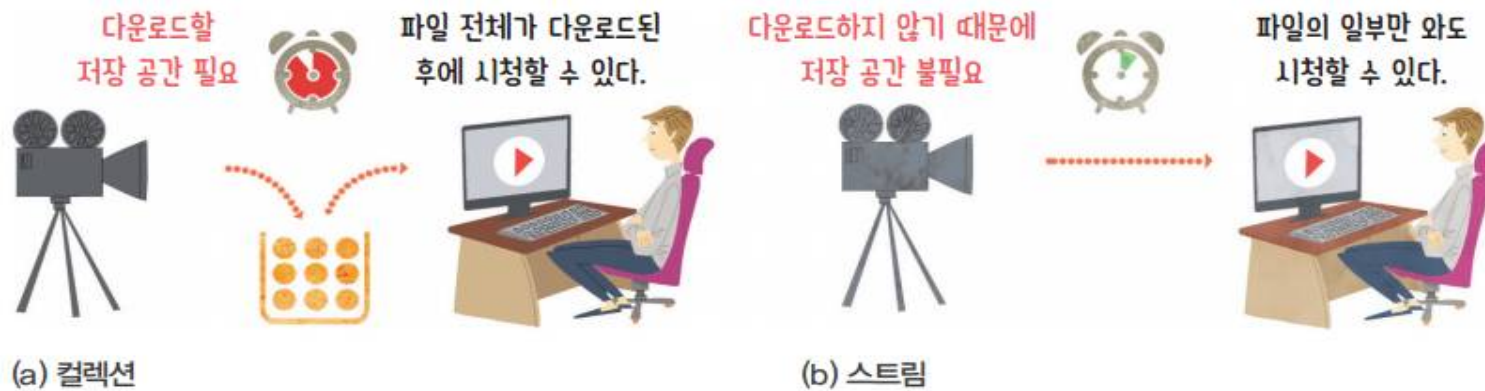 다운로드할
저장 공간 필요
파일 전체가 다운로드된
후에 시청할 수 있다.
(a) 컬렉션
다운로드하지 않기 때문에
저장 공간 불필요
파일의 일부만 와도
시청할 수 있다.
(b) 스트림